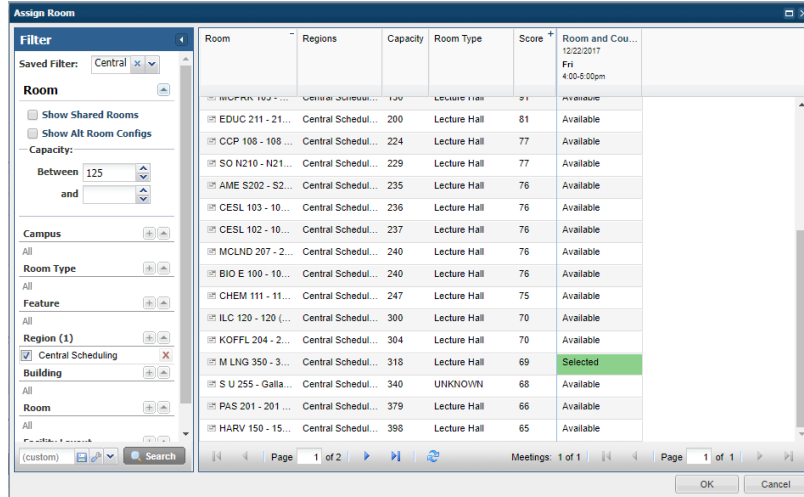 Assign Room
Filter
Saved Filter: Central
Room
Show Shared Rooms
Show Alt Room Configs
Capacity:
Between 125
and
Campus
All
Room Type
All
Feature
All
Region (1)
Central Scheduling
Building
All
Room
All
(custom) Search
Room Regions Capacity Room Type Score Room and Cou...
12/22/2017
Fri
4:00-5:00pm
Central Schedul... Lecture Hall 91 Available
EDUC 211 - 21... Central Schedul... 200 Lecture Hall 81 Available
CCP 108 - 108 ... Central Schedul... 224 Lecture Hall 77 Available
SO N210 - N21... Central Schedul... 229 Lecture Hall 77 Available
AME S202 - S2... Central Schedul... 235 Lecture Hall 76 Available
CESL 103 - 10... Central Schedul... 236 Lecture Hall 76 Available
CESL 102 - 10... Central Schedul... 237 Lecture Hall 76 Available
MCLND 207 - 2... Central Schedul... 240 Lecture Hall 76 Available
BIO E 100 - 10... Central Schedul... 240 Lecture Hall 76 Available
CHEM 111 - 11... Central Schedul... 247 Lecture Hall 75 Available
ILC 120 - 120 (... Central Schedul... 300 Lecture Hall 70 Available
KOFFL 204 - 2... Central Schedul... 304 Lecture Hall 70 Available
M LNG 350 - 3... Central Schedul... 318 Lecture Hall 69 Selected
S U 255 - Galla... Central Schedul... 340 UNKNOWN 68 Available
PAS 201 - 201 ... Central Schedul... 379 Lecture Hall 66 Available
HARV 150 - 15... Central Schedul... 398 Lecture Hall 65 Available
Page 1 of 2 Meetings: 1 of 1 Page 1 of 1
OK Cancel